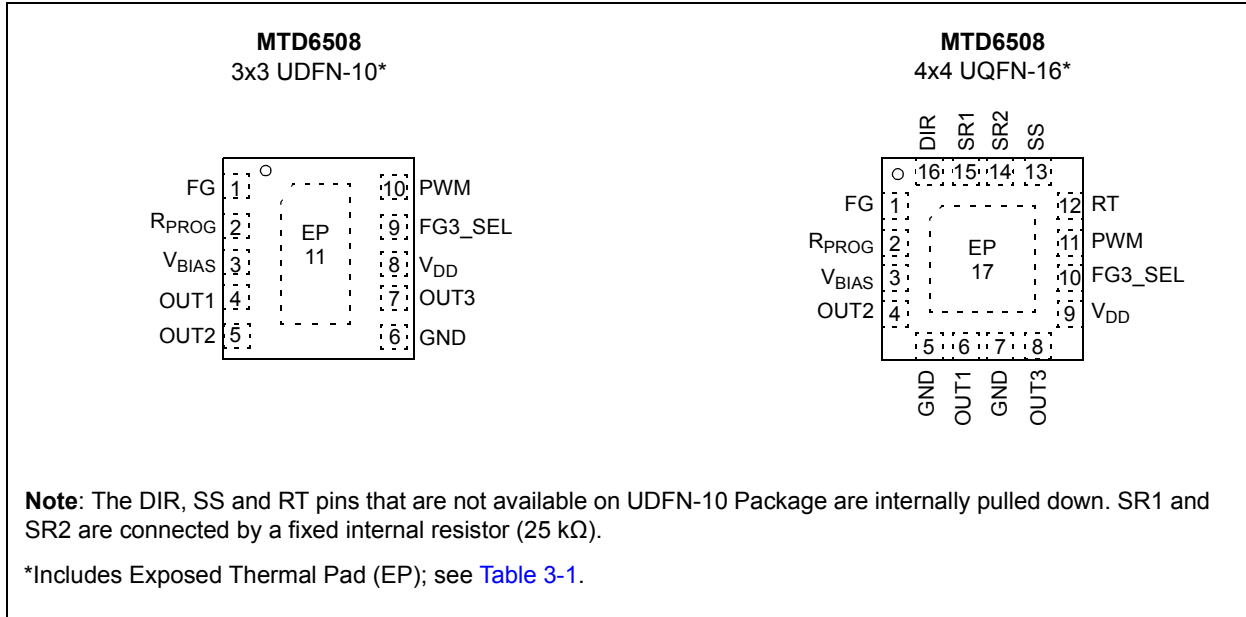 MTD6508
3x3 UDFN-10*
FG 1
RPROG 2
VBIAS 3
OUT1 4
OUT2 5
EP
11
10 PWM
9 FG3_SEL
8 VDD
7 OUT3
6 GND
MTD6508
4x4 UQFN-16*
DIR SR1 SR2 SS
16 15 14 13
FG 1
RPROG 2
VBIAS 3
OUT2 4
EP
17
12 RT
11 PWM
10 FG3_SEL
9 VDD
5 6 7 8
GND OUT1 GND OUT3
Note: The DIR, SS and RT pins that are not available on UDFN-10 Package are internally pulled down. SR1 and
SR2 are connected by a fixed internal resistor (25 kΩ).
*Includes Exposed Thermal Pad (EP); see Table 3-1.